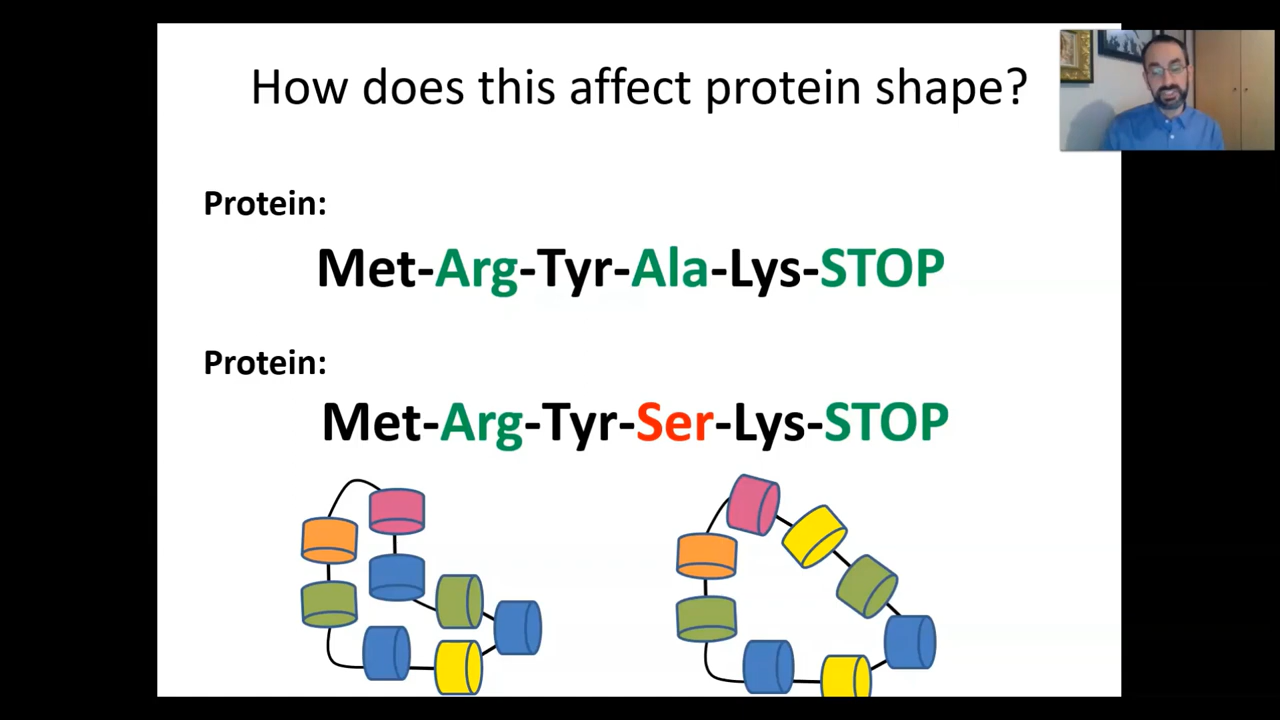 How does this affect protein shape?
Protein:
Met-Arg-Tyr-Ala-Lys-STOP
Protein:
Met-Arg-Tyr-Ser-Lys-STOP